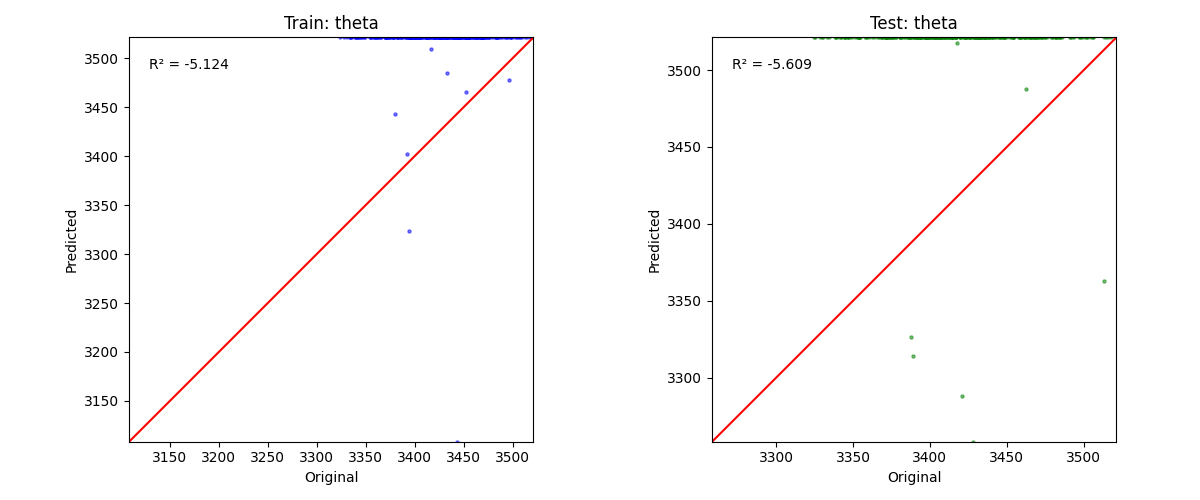 Train: theta
R² = -5.124
3500
3450
3400
3350
3300
3250
3200
3150
Predicted
3150 3200 3250 3300 3350 3400 3450 3500
Original
Test: theta
R² = -5.609
3500
3450
3400
3350
3300
Predicted
3300 3350 3400 3450 3500
Original